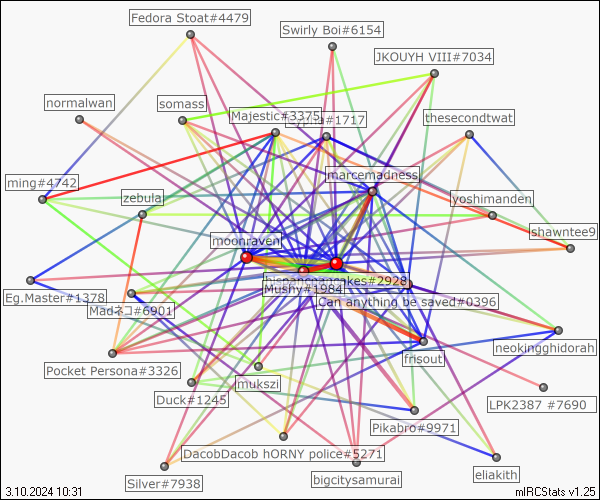 Fedora Stoat#4479
Swirly Boi#6154
JKOUYH VIII#7034
normalwan
somass
Majestic#3375
#1717
thesecondtwat
marcemadness
ming#4742
zebula
yoshimanden
shawntee9
moonraven
akes#2928
Mushy#1984
Can anything be saved#0396
Eg.Master#1378
Madネコ#6901
neokingghidorah
Pocket Persona#3326
frisout
mukszi
LPK2387 #7690
Duck#1245
Pikabro#9971
DacobDacob hORNY police#5271
bigcitysamurai
eliakith
Silver#7938
3.10.2024 10:31
mIRCStats v1.25